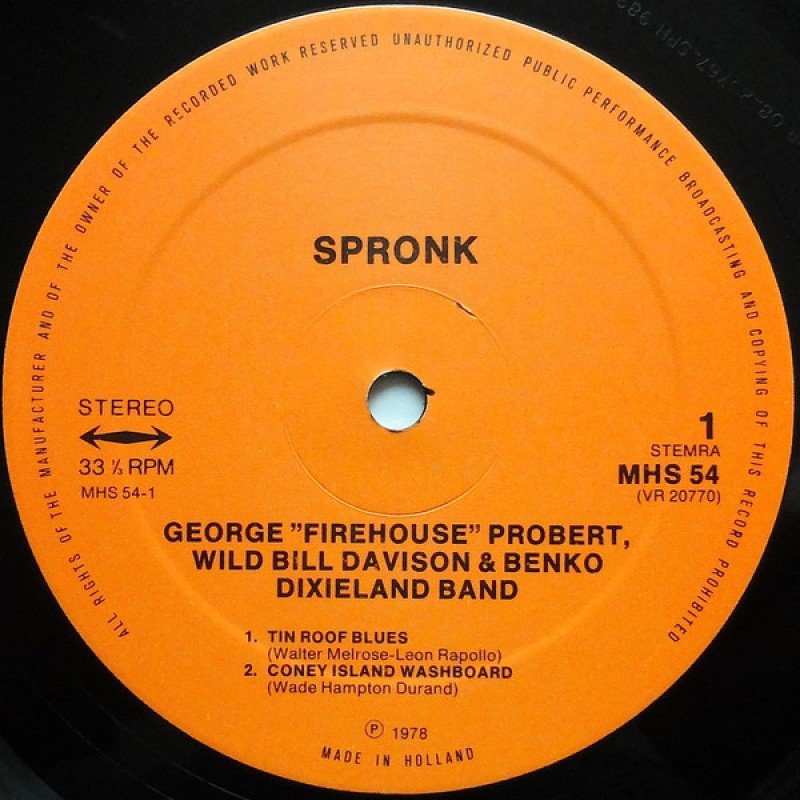 ALL RIGHTS OF THE MANUFACTURER AND OF THE OWNER OF THE RECORDED WORK RESERVED UNAUTHORIZED PUBLIC PERFORMANCE BROADCASTING AND COPYING OF THIS RECORD PROHIBITED
SPRONK
STEREO
33 ⅓ RPM
MHS 54-1
1
STEMRA
MHS 54
(VR 20770)
GEORGE "FIREHOUSE" PROBERT,
WILD BILL DAVISON & BENKO
DIXIELAND BAND
1. TIN ROOF BLUES
(Walter Melrose-Leon Rapollo)
2. CONEY ISLAND WASHBOARD
(Wade Hampton Durand)
℗ 1978
MADE IN HOLLAND